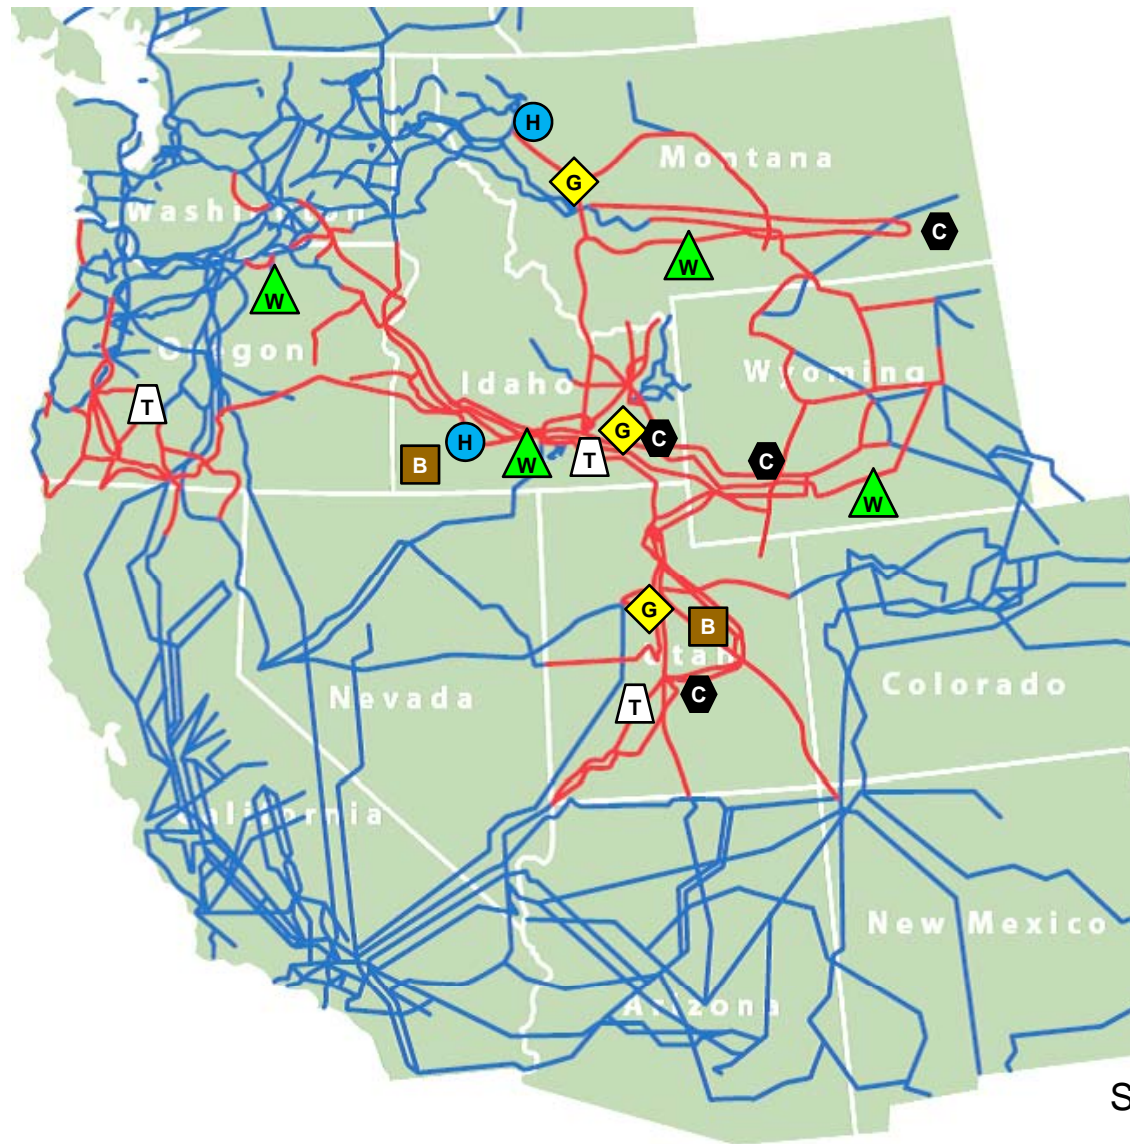 H
Montana
G
Washington
C
W
W
Oregon
Idaho
Wyoming
T
G
C
H
B
W
T
C
W
G
B
Utah
Nevada
T
C
Colorado
California
New Mexico
Arizona
S